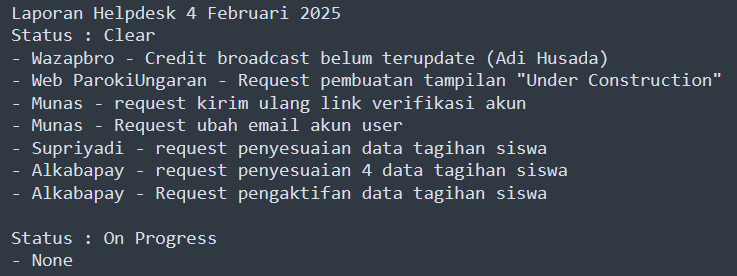 Laporan Helpdesk 4 Februari 2025
Status : Clear
- Wazapbro - Credit broadcast belum terupdate (Adi Husada)
- Web ParokiUngaran - Request pembuatan tampilan "Under Construction"
- Munas - request kirim ulang link verifikasi akun
- Munas - Request ubah email akun user
- Supriyadi - request penyesuaian data tagihan siswa
- Alkabapay - request penyesuaian 4 data tagihan siswa
- Alkabapay - Request pengaktifan data tagihan siswa

Status : On Progress
- None